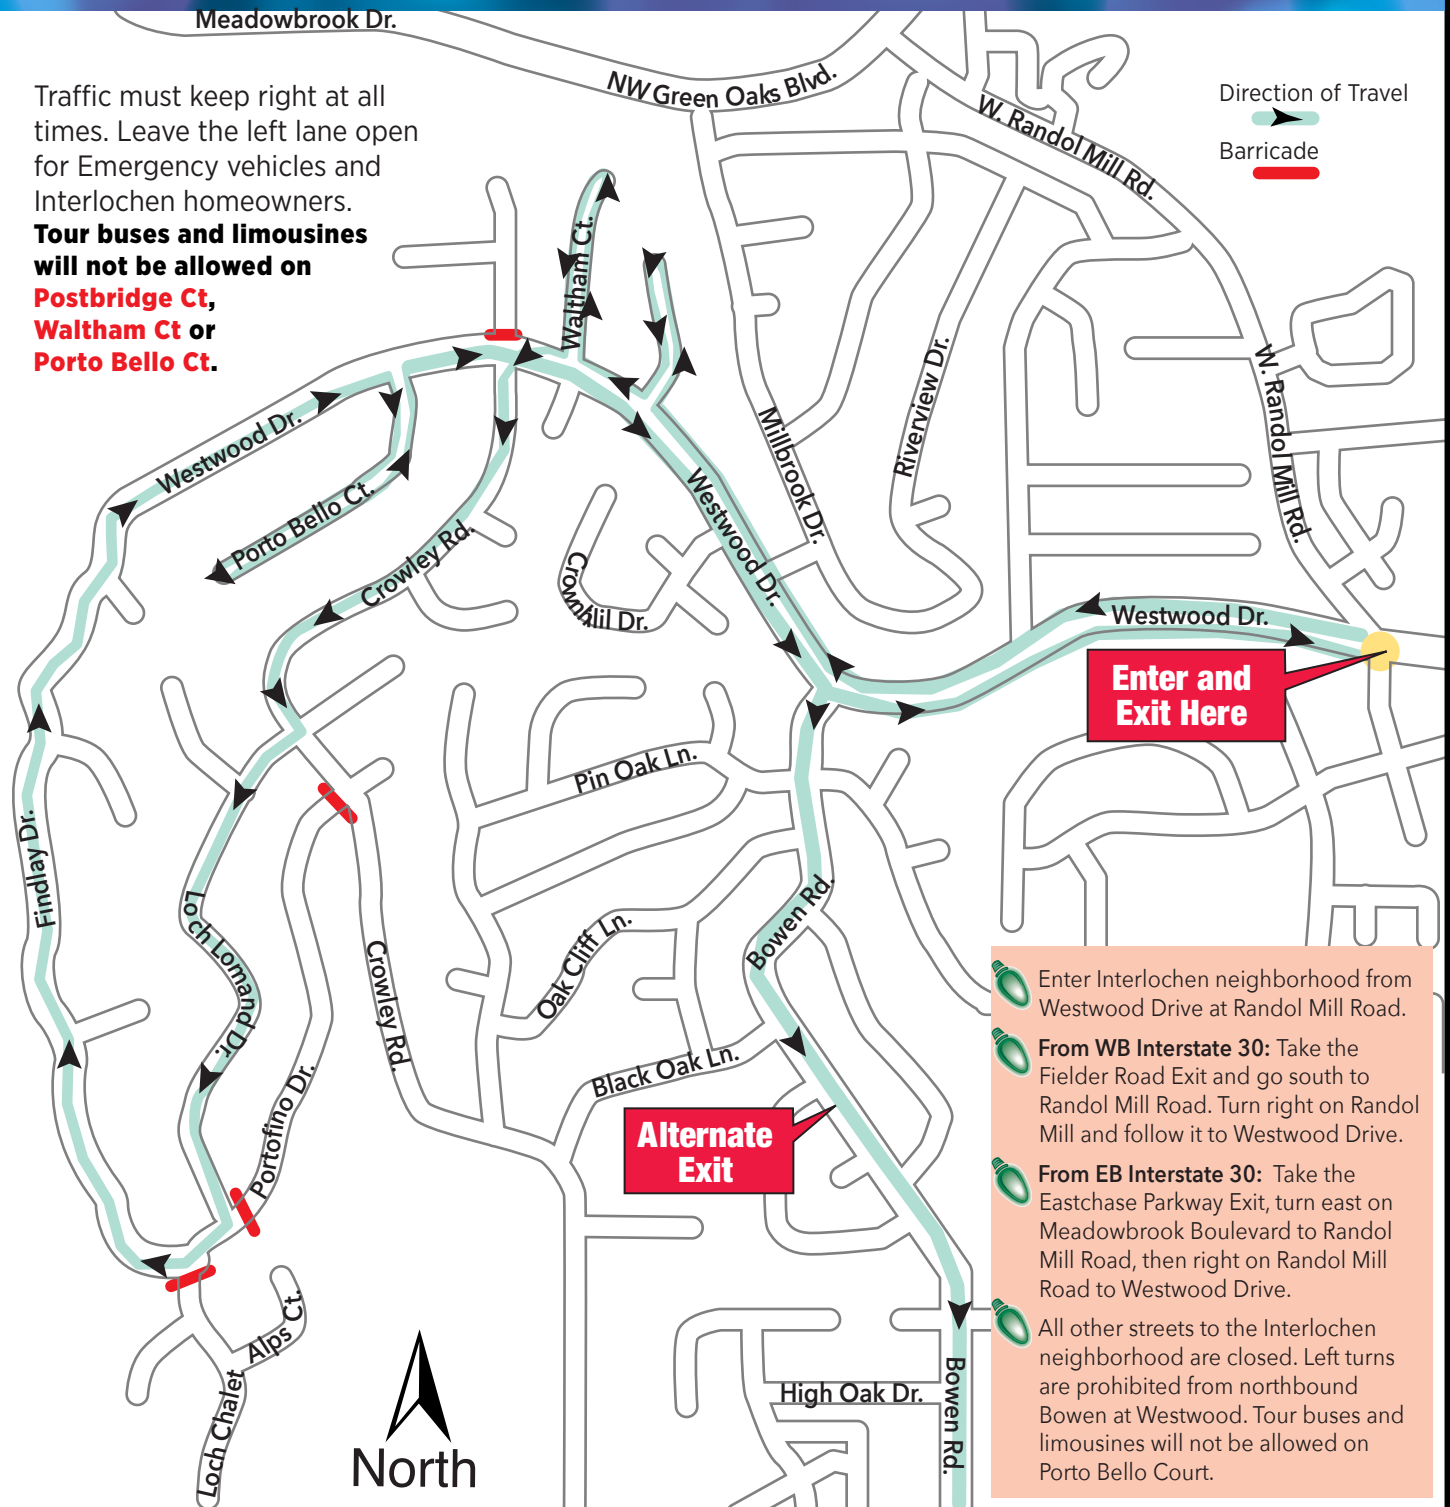 Meadowbrook Dr.
NW Green Oaks Blvd.
W. Randol Mill Rd.
Direction of Travel
Barricade
Traffic must keep right at all
times. Leave the left lane open
for Emergency vehicles and
Interlochen homeowners.
Tour buses and limousines
will not be allowed on
Postbridge Ct,
Waltham Ct or
Porto Bello Ct.
Waltham Ct.
Riverview Dr.
W. Randol Mill Rd.
Millbrook Dr.
Westwood Dr.
Porto Bello Ct.
Crowley Rd.
Westwood Dr.
Westwood Dr.
Enter and
Exit Here
Pin Oak Ln.
Findlay Dr.
Loch Lomand Dr.
Crowley Rd.
Oak Cliff Ln.
Bowen Rd.
Black Oak Ln.
Portofino Dr.
Alternate
Exit
Alps Ct.
Loch Chalet
North
High Oak Dr.
Bowen Rd.
Enter Interlochen neighborhood from
Westwood Drive at Randol Mill Road.
From WB Interstate 30: Take the
Fielder Road Exit and go south to
Randol Mill Road. Turn right on Randol
Mill and follow it to Westwood Drive.
From EB Interstate 30: Take the
Eastchase Parkway Exit, turn east on
Meadowbrook Boulevard to Randol
Mill Road, then right on Randol Mill
Road to Westwood Drive.
All other streets to the Interlochen
neighborhood are closed. Left turns
are prohibited from northbound
Bowen at Westwood. Tour buses and
limousines will not be allowed on
Porto Bello Court.